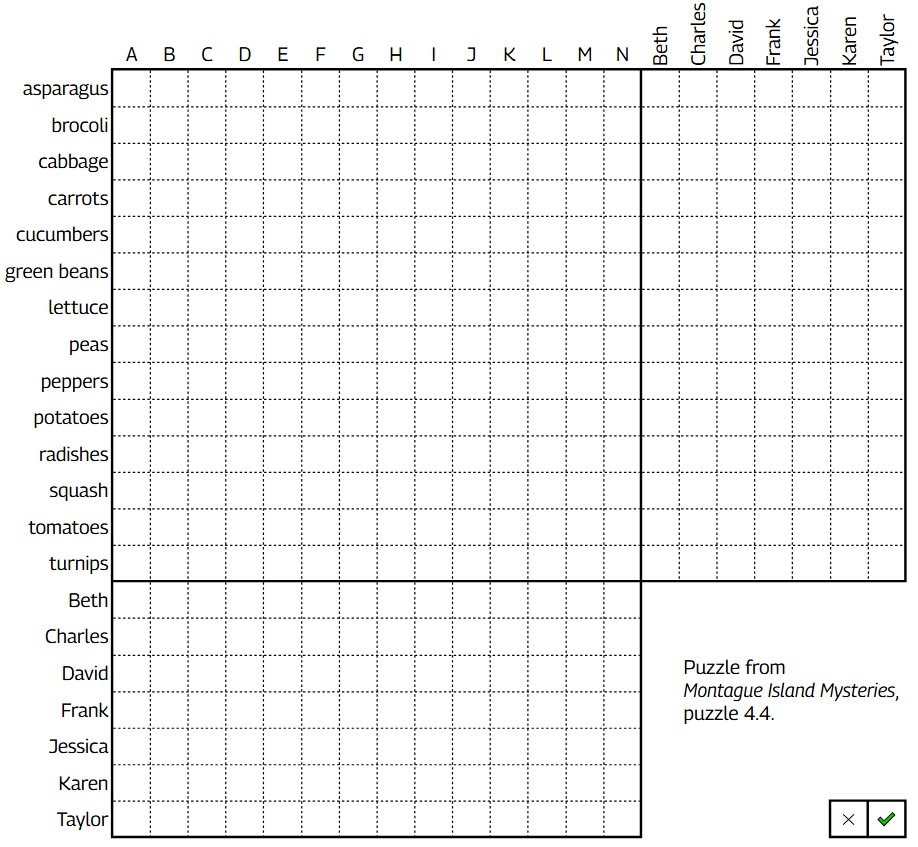 A B C D E F G H I J K L M N Beth Charles David Frank Jessica Karen Taylor
asparagus
brocoli
cabbage
carrots
cucumbers
green beans
lettuce
peas
peppers
potatoes
radishes
squash
tomatoes
turnips
Beth
Charles
David
Frank
Jessica
Karen
Taylor
Puzzle from
Montague Island Mysteries,
puzzle 4.4.